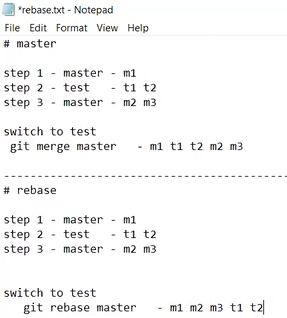 *rebase.txt - Notepad
File Edit Format View Help
# master
step 1 - master - m1
step 2 - test   - t1 t2
step 3 - master - m2 m3
switch to test
 git merge master   - m1 t1 t2 m2 m3
------------------------------------------
# rebase
step 1 - master - m1
step 2 - test   - t1 t2
step 3 - master - m2 m3
switch to test
   git rebase master   - m1 m2 m3 t1 t2